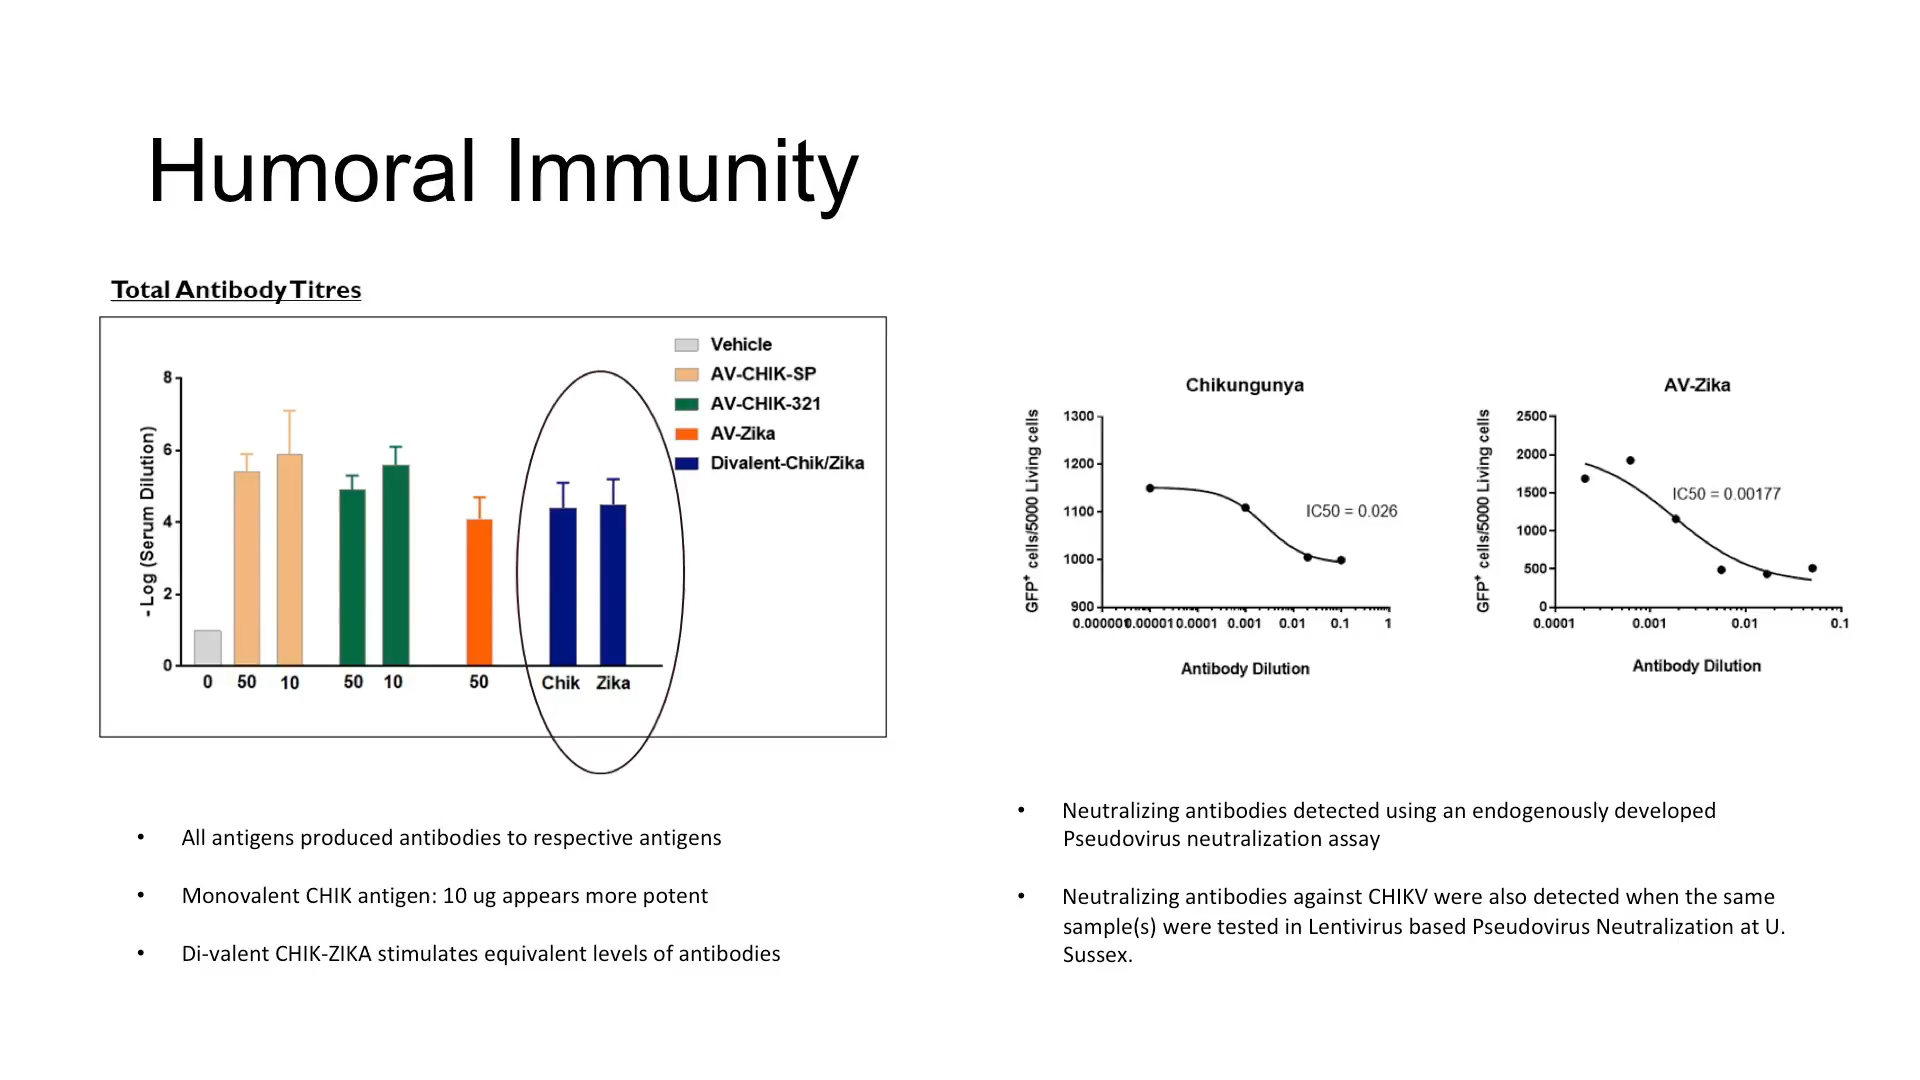 Humoral Immunity
Total Antibody Titres
Vehicle
AV-CHIK-SP
AV-CHIK-321
AV-Zika
Divalent-Chik/Zika
- Log (Serum Dilution)
8
6
4
2
0
0 50 10 50 10 50 Chik Zika
Chikungunya
GFP+ cells/5000 Living cells
1300
1200
1100
1000
900
IC50 = 0.026
0.000001 0.00001 0.0001 0.001 0.01 0.1 1
Antibody Dilution
AV-Zika
GFP+ cells/5000 Living cells
2500
2000
1500
1000
500
0
IC50 = 0.00177
0.0001 0.001 0.01 0.1
Antibody Dilution
• All antigens produced antibodies to respective antigens
• Monovalent CHIK antigen: 10 ug appears more potent
• Di-valent CHIK-ZIKA stimulates equivalent levels of antibodies
• Neutralizing antibodies detected using an endogenously developed
Pseudovirus neutralization assay
• Neutralizing antibodies against CHIKV were also detected when the same
sample(s) were tested in Lentivirus based Pseudovirus Neutralization at U.
Sussex.